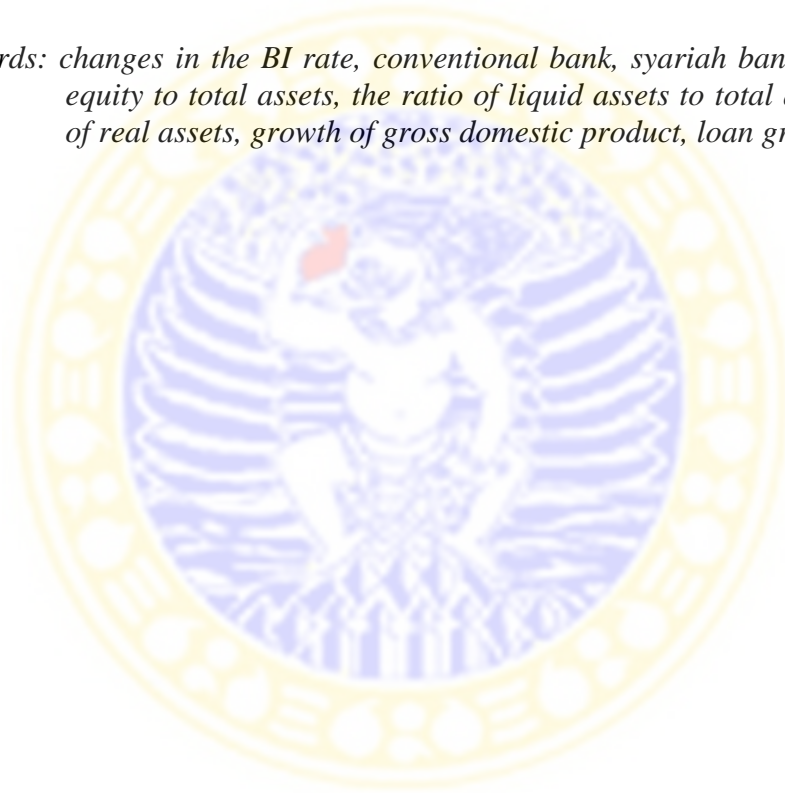 rds: changes in the BI rate, conventional bank, syariah ban
equity to total assets, the ratio of liquid assets to total
of real assets, growth of gross domestic product, loan gr